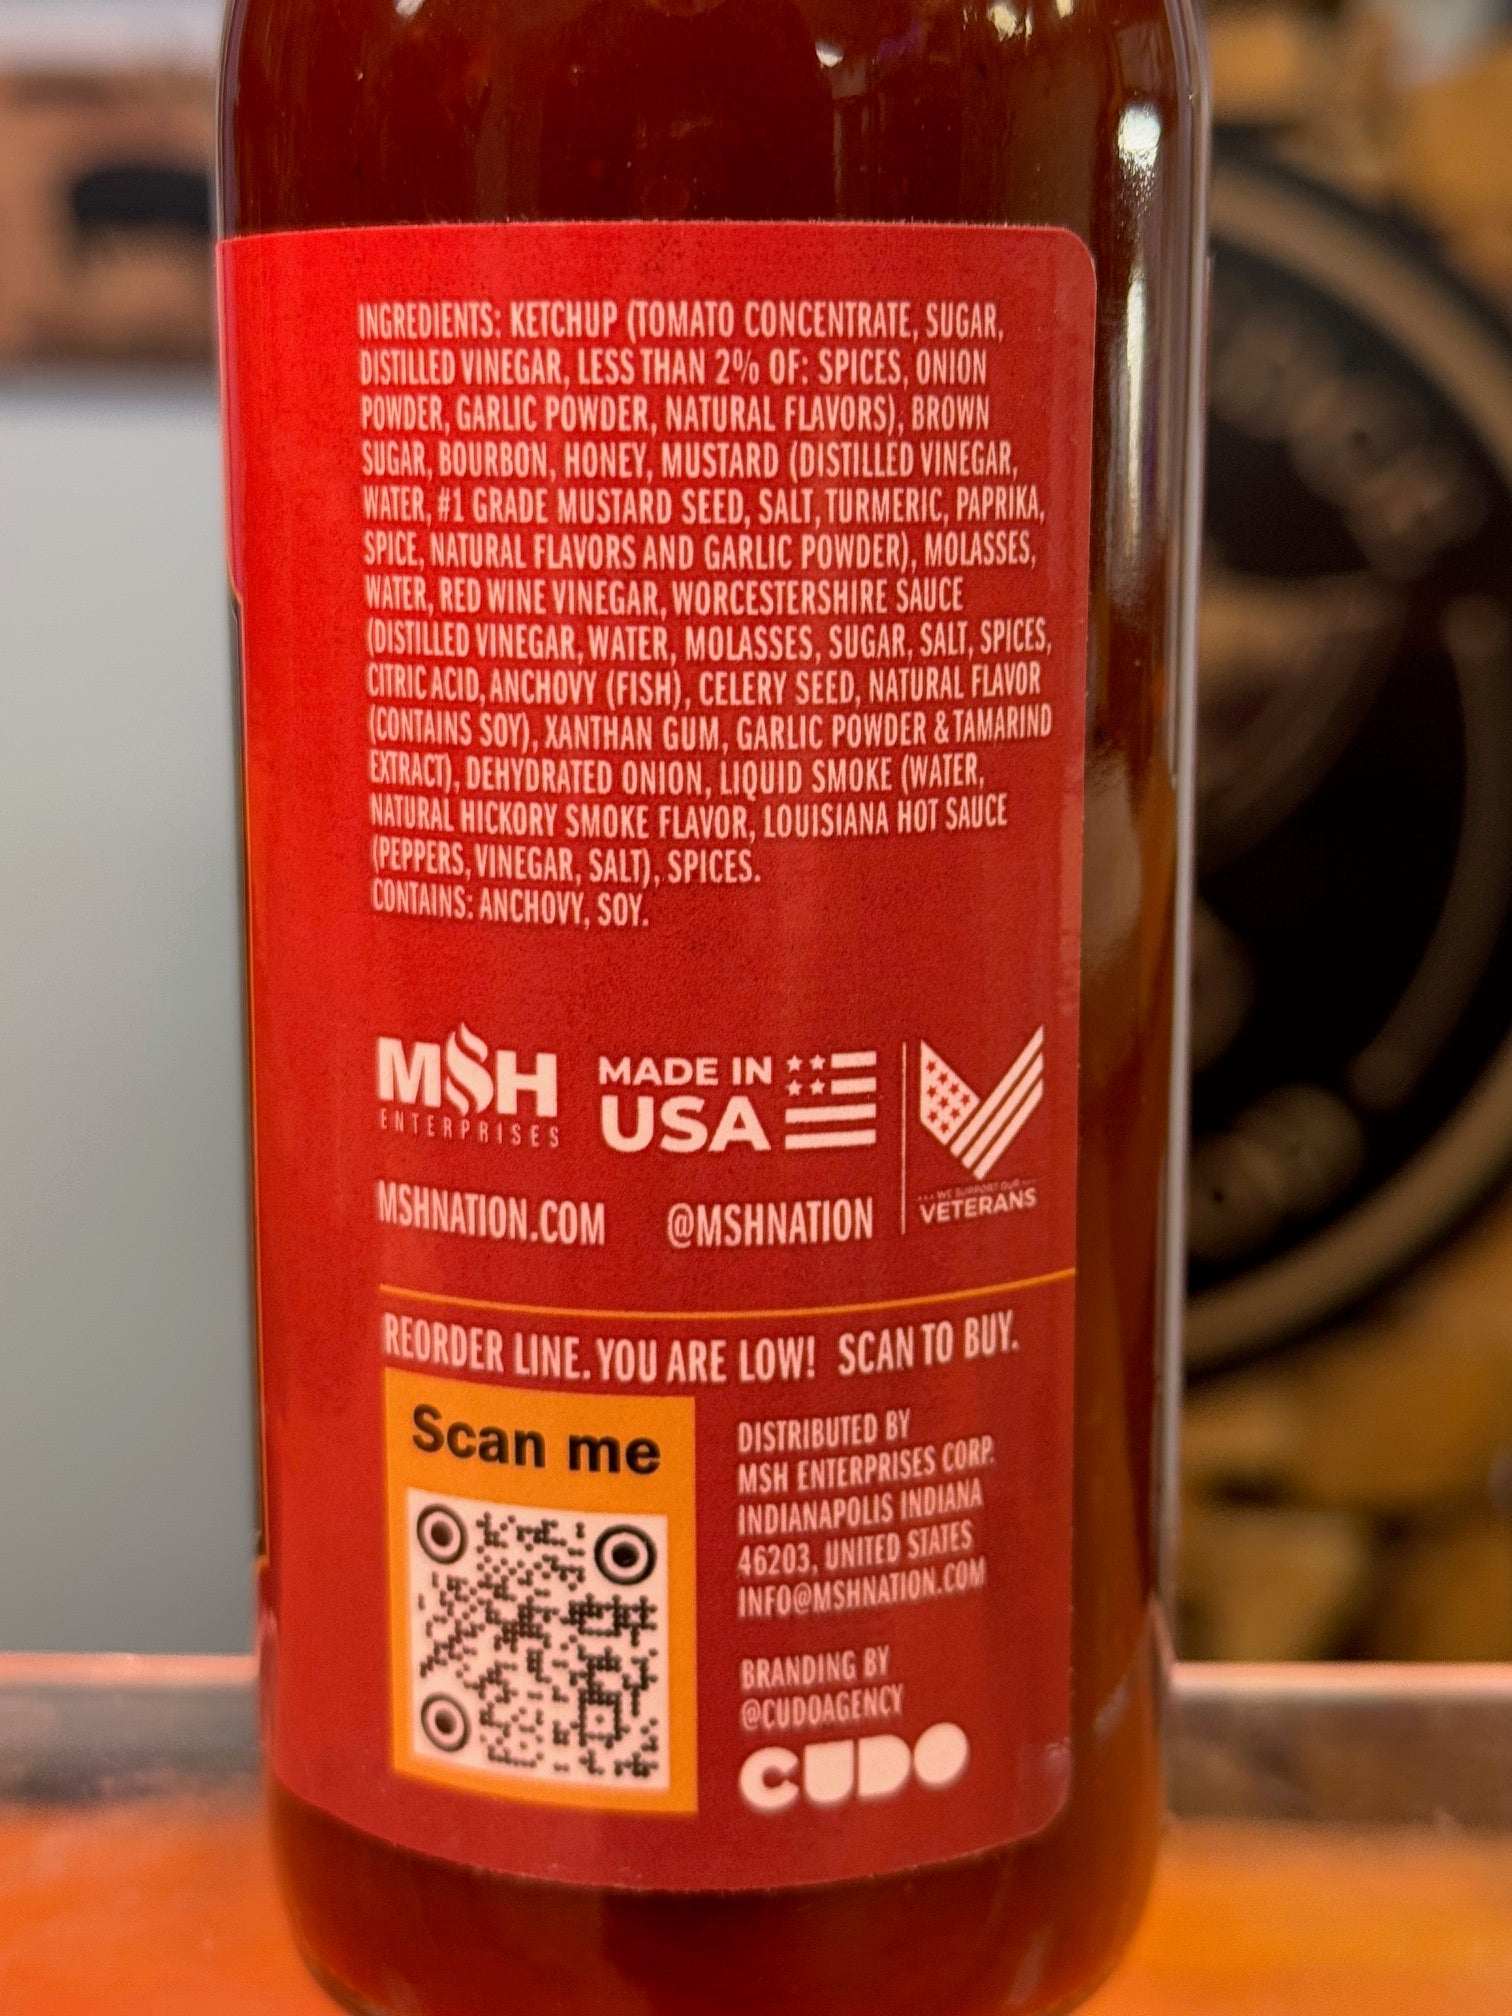 INGREDIENTS: KETCHUP (TOMATO CONCENTRATE, SUGAR,
DISTILLED VINEGAR, LESS THAN 2% OF: SPICES, ONION
POWDER, GARLIC POWDER, NATURAL FLAVORS), BROWN
SUGAR, BOURBON, HONEY, MUSTARD (DISTILLED VINEGAR,
WATER, #1 GRADE MUSTARD SEED, SALT, TURMERIC, PAPRIKA,
SPICE, NATURAL FLAVORS AND GARLIC POWDER), MOLASSES,
WATER, RED WINE VINEGAR, WORCESTERSHIRE SAUCE
(DISTILLED VINEGAR, WATER, MOLASSES, SUGAR, SALT, SPICES,
CITRIC ACID, ANCHOVY (FISH), CELERY SEED, NATURAL FLAVOR
(CONTAINS SOY), XANTHAN GUM, GARLIC POWDER & TAMARIND
EXTRACT), DEHYDRATED ONION, LIQUID SMOKE (WATER,
NATURAL HICKORY SMOKE FLAVOR, LOUISIANA HOT SAUCE
(PEPPERS, VINEGAR, SALT), SPICES.
CONTAINS: ANCHOVY, SOY.
MSH
ENTERPRISES
MADE IN
USA
WE SUPPORT OUR
VETERANS
MSHNATION.COM @MSHNATION
REORDER LINE. YOU ARE LOW! SCAN TO BUY.
Scan me
DISTRIBUTED BY
MSH ENTERPRISES CORP.
INDIANAPOLIS INDIANA
46203, UNITED STATES
INFO@MSHNATION.COM
BRANDING BY
@CUDOAGENCY
CUDO